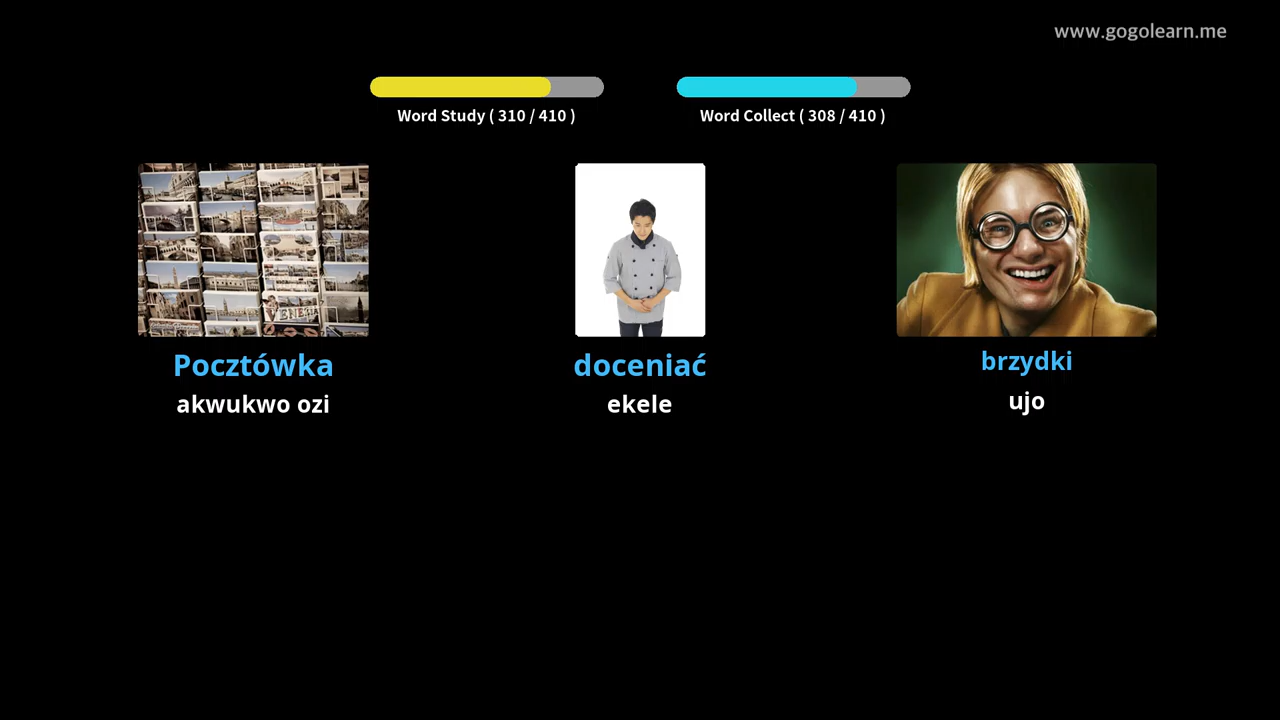 www.gogolearn.me
Word Study ( 310 / 410 )
Word Collect ( 308 / 410 )
Pocztówka
akwukwo ozi
doceniać
ekele
brzydki
ujo